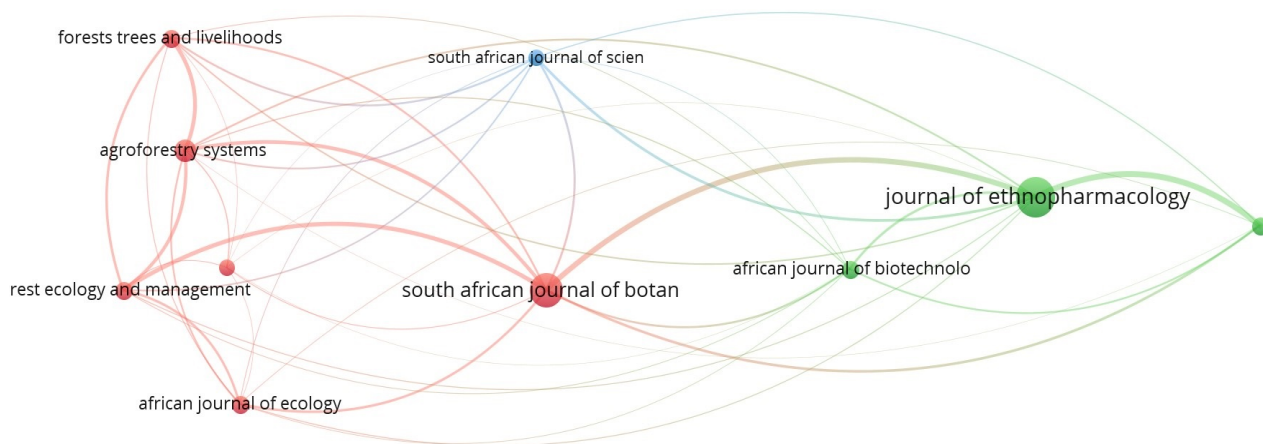 forests trees and livelihoods
south african journal of scien
agroforestry systems
journal of ethnopharmacology
african journal of biotechnolo
rest ecology and management
south african journal of botan
african journal of ecology